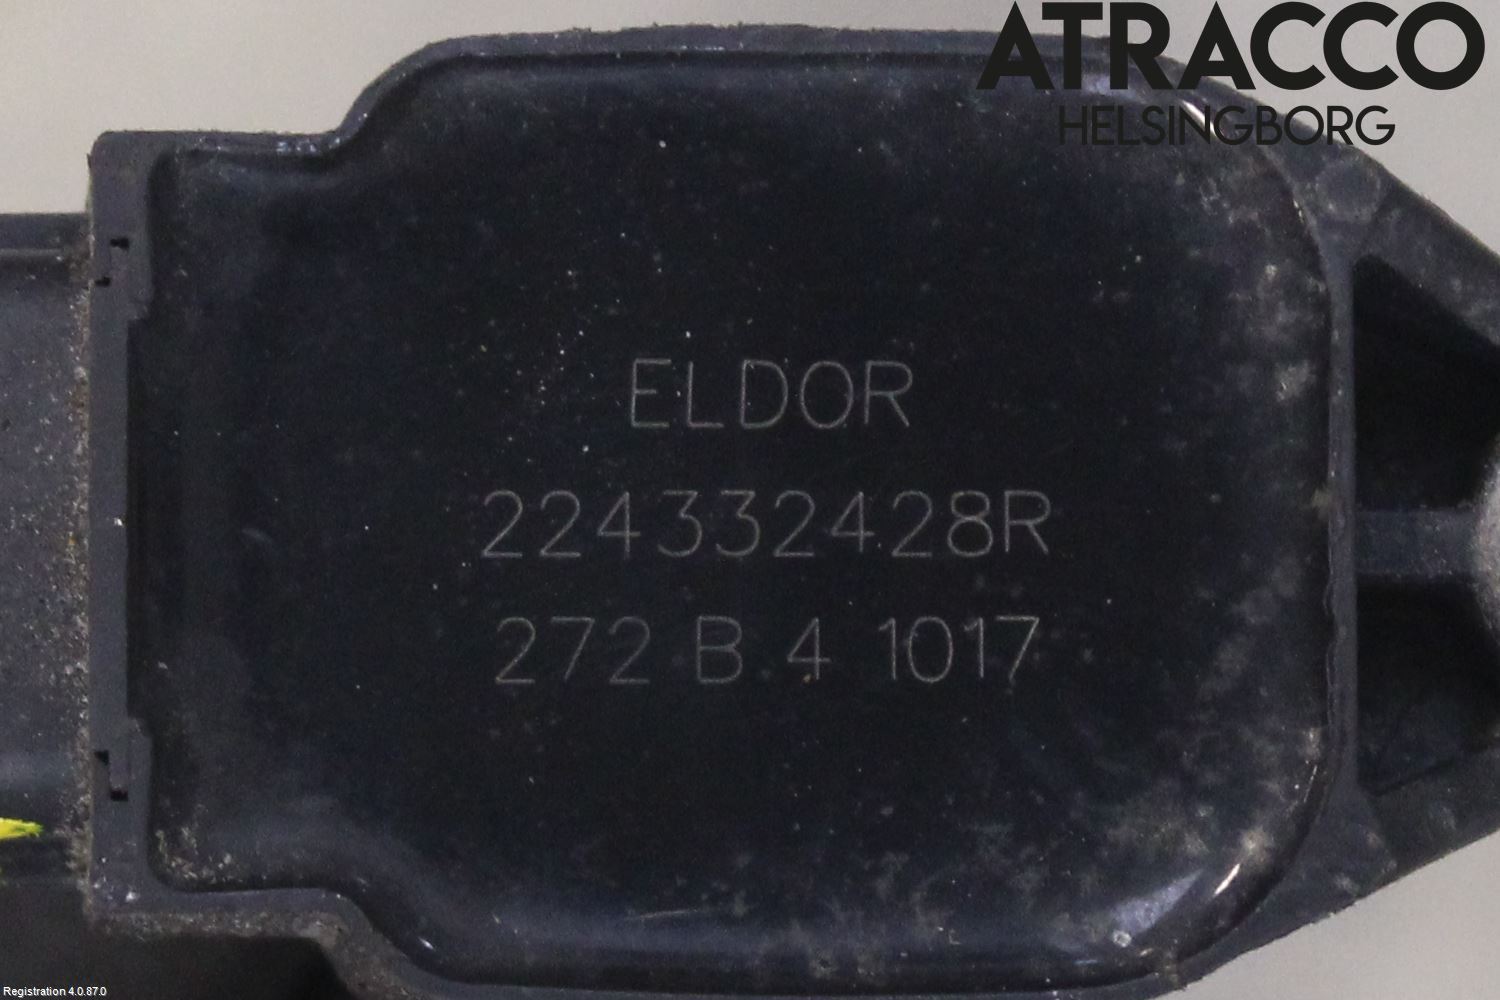 ATRACCO
HELSINGBORG
ELDOR
224332428R
272 B 4 1017
Registration 4.0.87.0